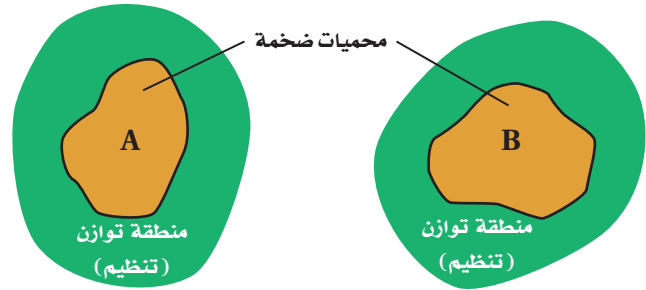 محميات ضخمة
A
B
منطقة توازن
(تنظيم)
منطقة توازن
(تنظيم)